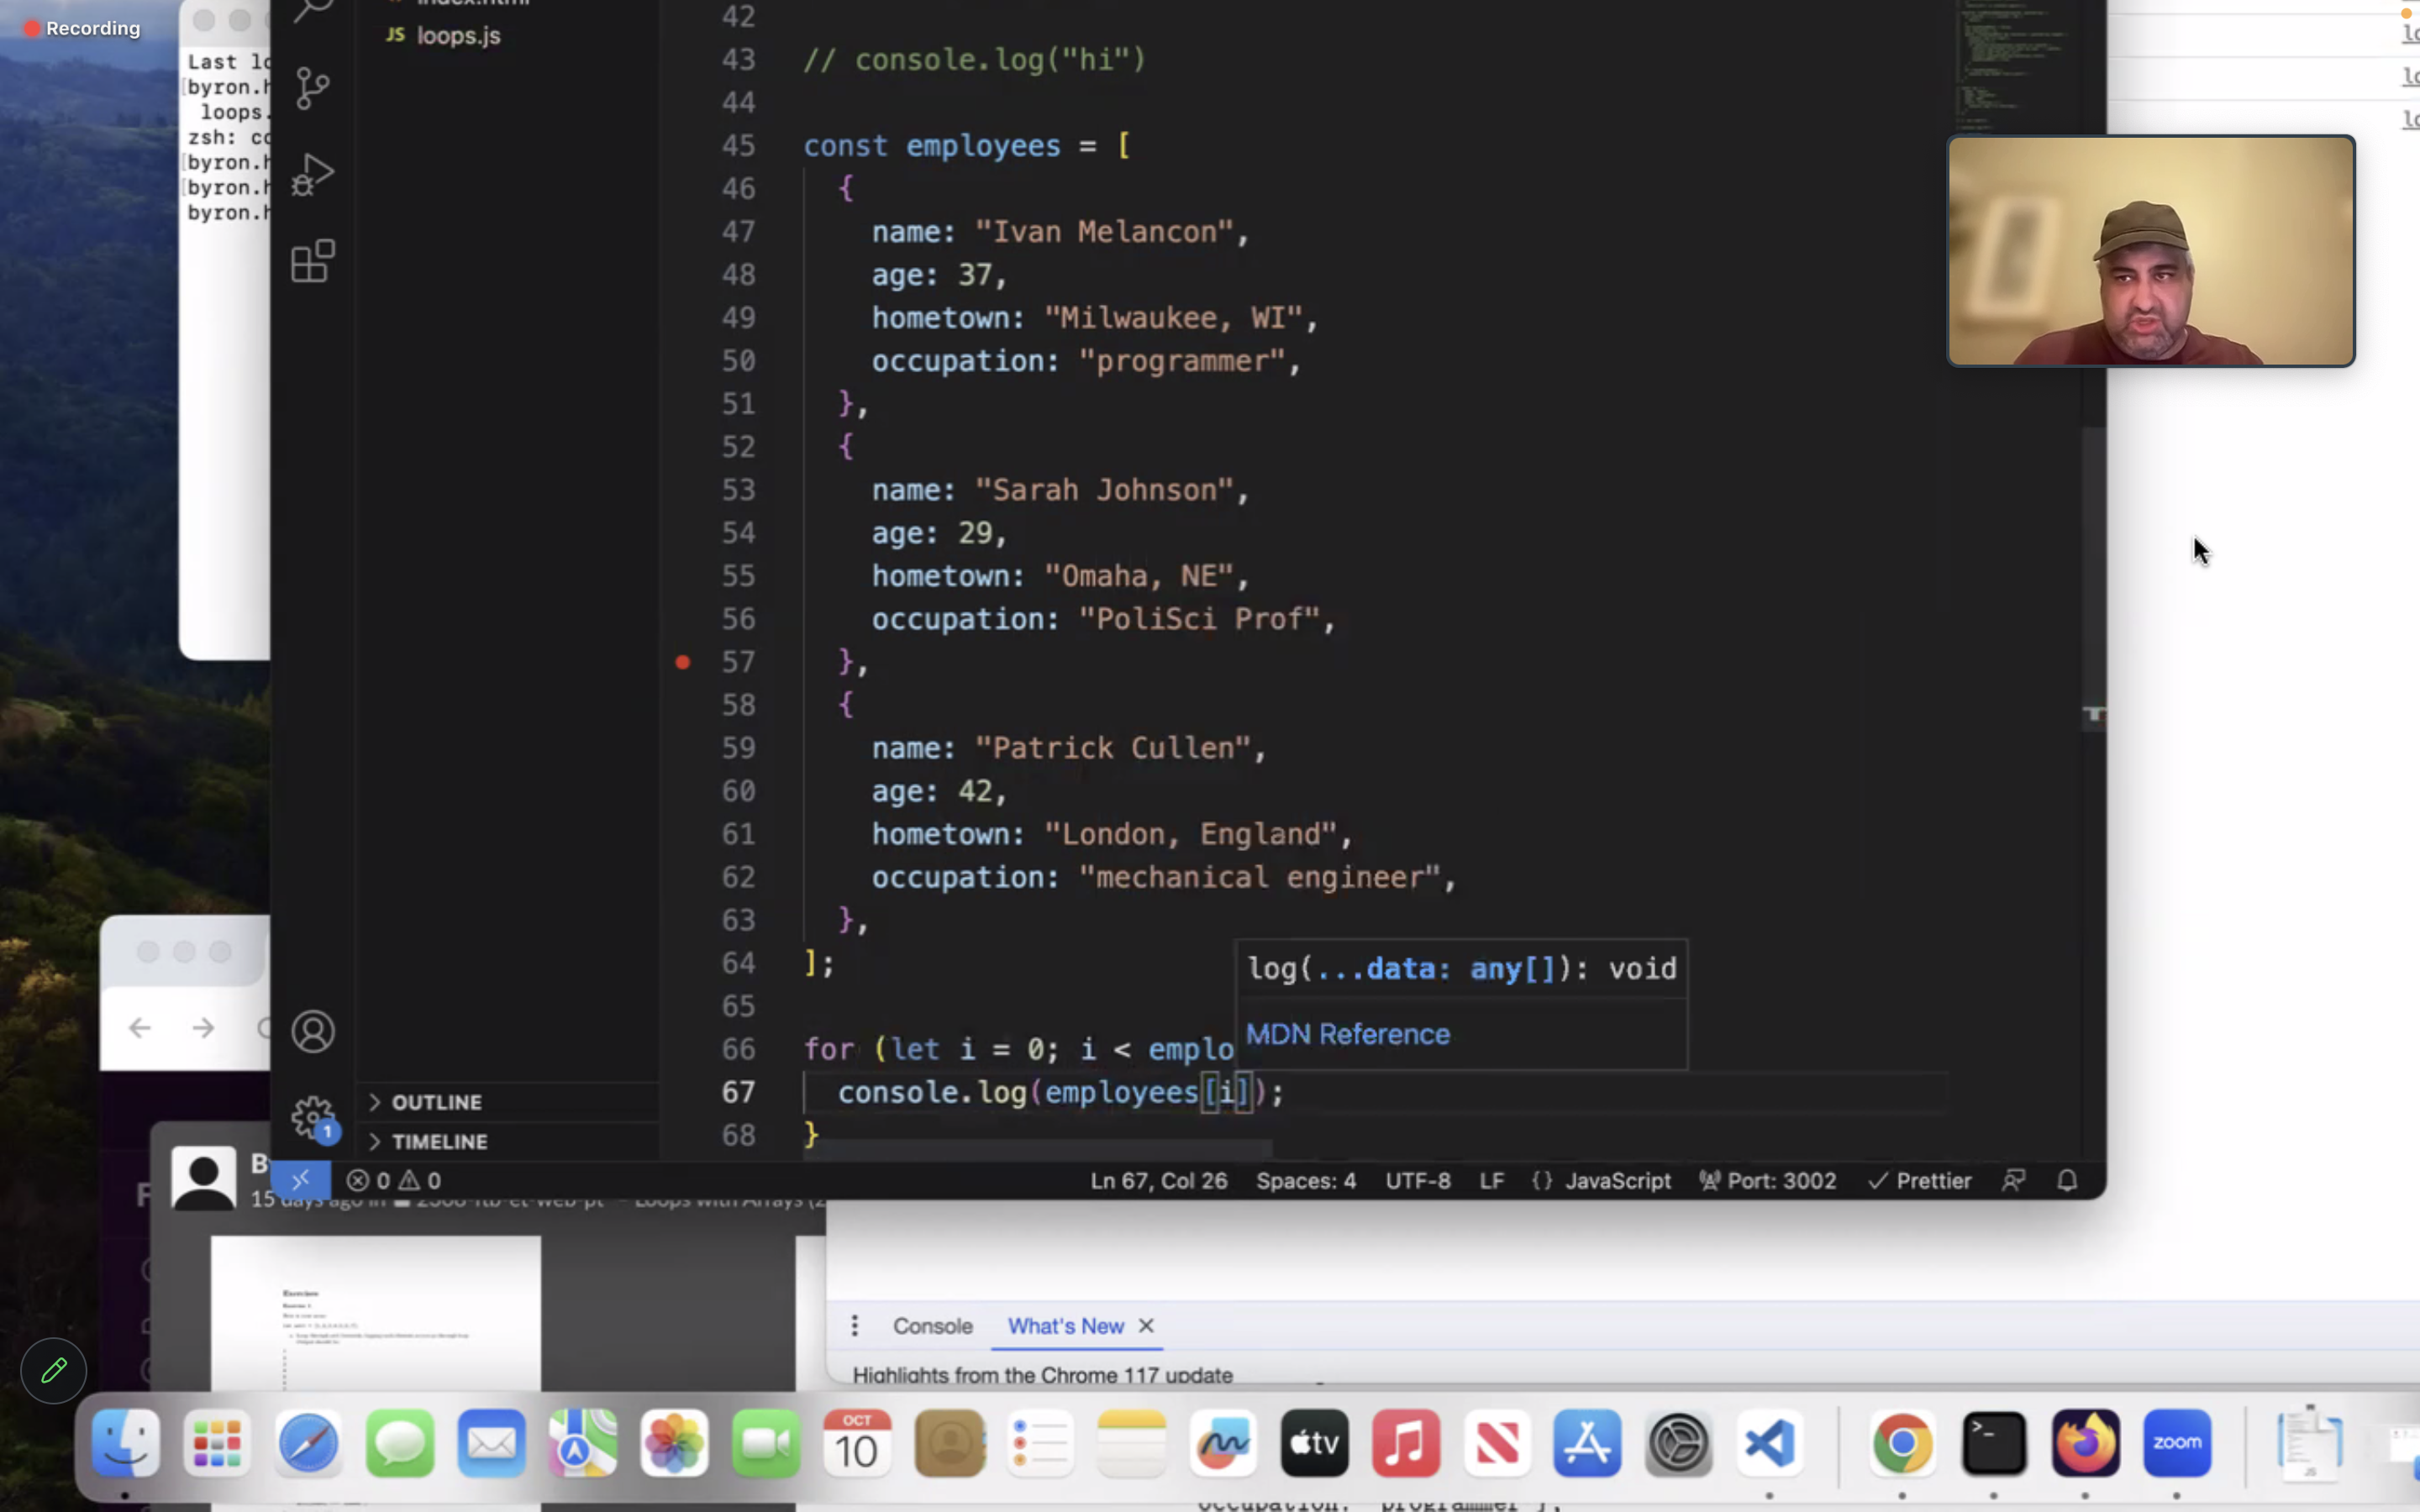 Recording
Last lo
byron.h
loops.
zsh: co
byron.h
byron.h
byron.h
index.html
JS loops.js
42
43 // console.log("hi")
44
45 const employees = [
46 {
47 name: "Ivan Melancon",
48 age: 37,
49 hometown: "Milwaukee, WI",
50 occupation: "programmer",
51 },
52 {
53 name: "Sarah Johnson",
54 age: 29,
55 hometown: "Omaha, NE",
56 occupation: "PoliSci Prof",
57 },
58 {
59 name: "Patrick Cullen",
60 age: 42,
61 hometown: "London, England",
62 occupation: "mechanical engineer",
63 },
64 ];
65
log(...data: any[]): void
MDN Reference
66 for (let i = 0; i < emplo
67 console.log(employees[i]);
68 }
OUTLINE
TIMELINE
1
0 0
Ln 67, Col 26 Spaces: 4 UTF-8 LF {} JavaScript Port: 3002 Prettier
B
15 days ago in
Loops with Arrays
Exercises
Console What's New
Highlights from the Chrome 117 update
OCT
10
tv
zoom
JS
occupation: "programmer",